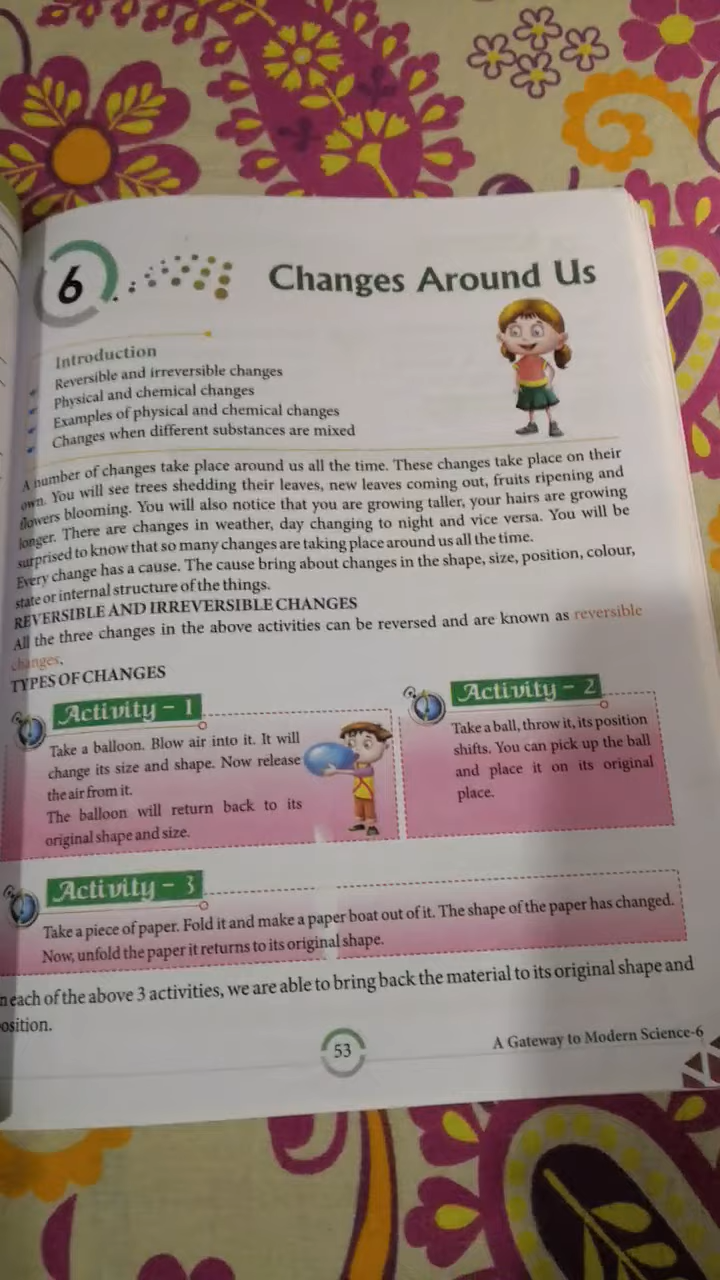 6
Changes Around Us
Introduction
Reversible and irreversible changes
Physical and chemical changes
Examples of physical and chemical changes
Changes when different substances are mixed
A number of changes take place around us all the time. These changes take place on their
own. You will see trees shedding their leaves, new leaves coming out, fruits ripening and
flowers blooming. You will also notice that you are growing taller, your hairs are growing
longer. There are changes in weather, day changing to night and vice versa. You will be
surprised to know that so many changes are taking place around us all the time.
Every change has a cause. The cause bring about changes in the shape, size, position, colour,
state or internal structure of the things.
REVERSIBLE AND IRREVERSIBLE CHANGES
All the three changes in the above activities can be reversed and are known as reversible
changes.
TYPES OF CHANGES
Activity - 1
Take a balloon. Blow air into it. It will
change its size and shape. Now release
the air from it.
The balloon will return back to its
original shape and size.
Activity - 2
Take a ball, throw it, its position
shifts. You can pick up the ball
and place it on its original
place.
Activity - 3
Take a piece of paper. Fold it and make a paper boat out of it. The shape of the paper has changed.
Now, unfold the paper it returns to its original shape.
n each of the above 3 activities, we are able to bring back the material to its original shape and
osition.
53
A Gateway to Modern Science-6